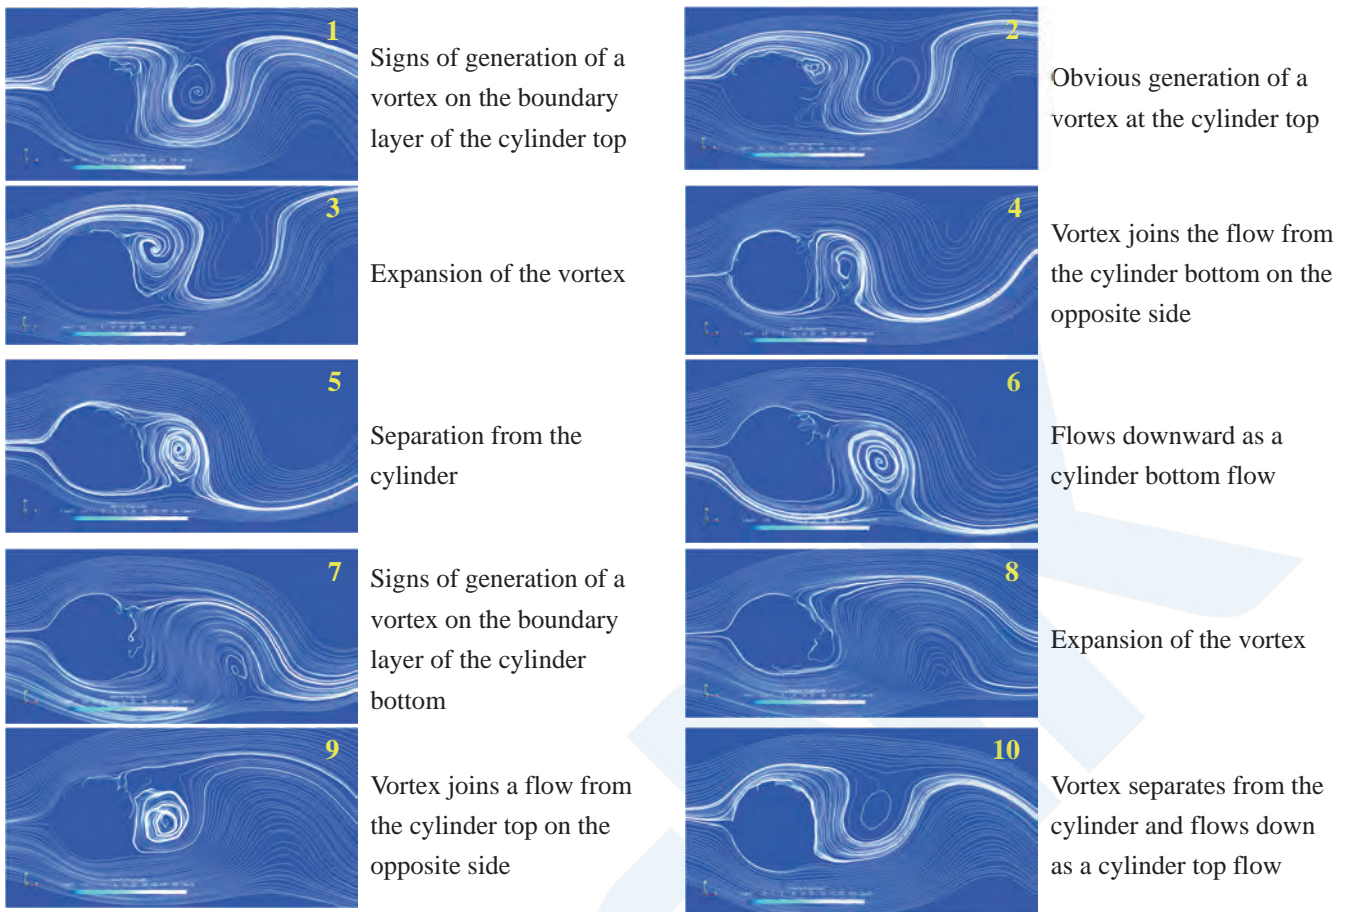 1
Signs of generation of a
vortex on the boundary
layer of the cylinder top
2
Obvious generation of a
vortex at the cylinder top
3
Expansion of the vortex
4
Vortex joins the flow from
the cylinder bottom on the
opposite side
5
Separation from the
cylinder
6
Flows downward as a
cylinder bottom flow
7
Signs of generation of a
vortex on the boundary
layer of the cylinder
bottom
8
Expansion of the vortex
9
Vortex joins a flow from
the cylinder top on the
opposite side
10
Vortex separates from the
cylinder and flows down
as a cylinder top flow